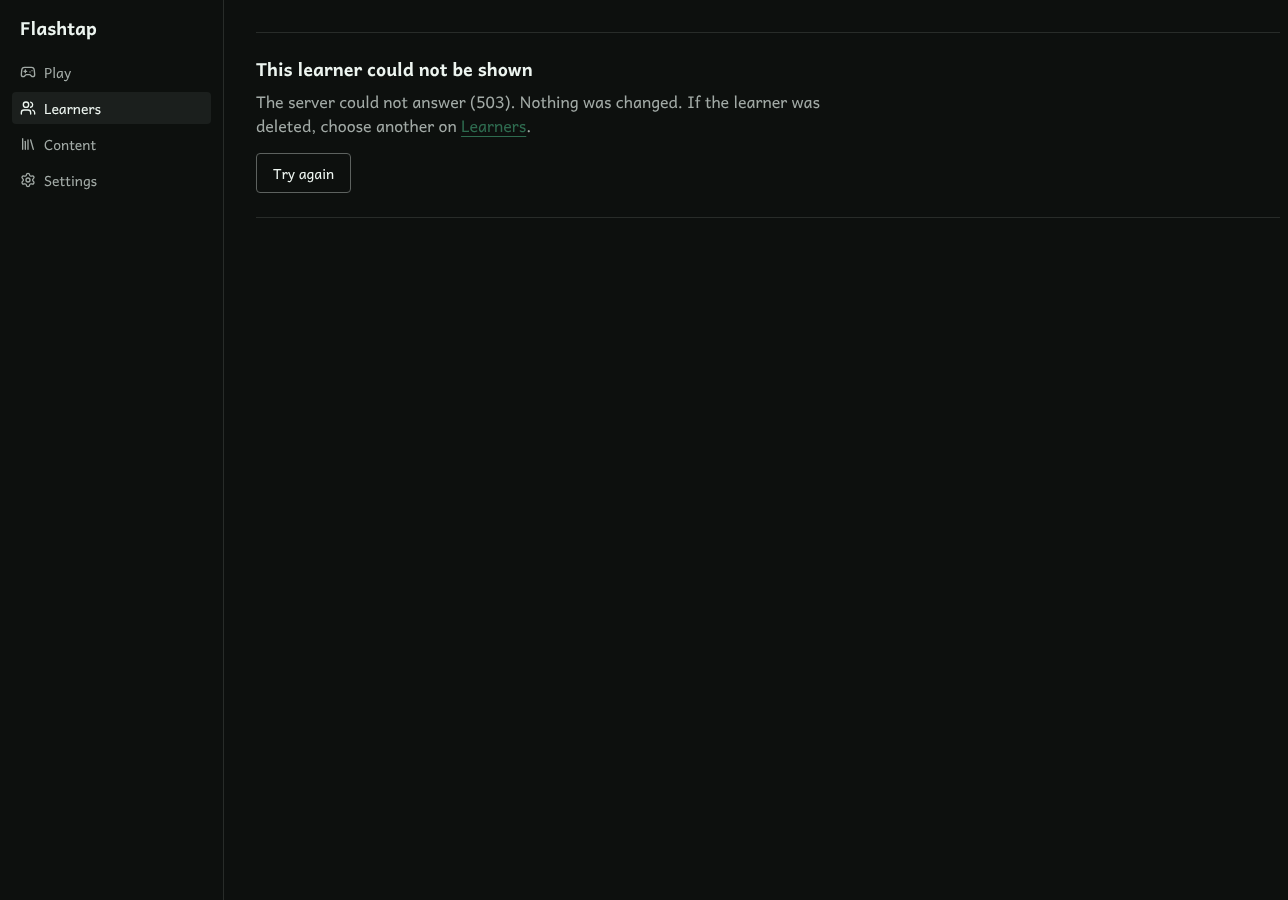 Flashtap
Play
Learners
Content
Settings
This learner could not be shown
The server could not answer (503). Nothing was changed. If the learner was
deleted, choose another on Learners.
Try again